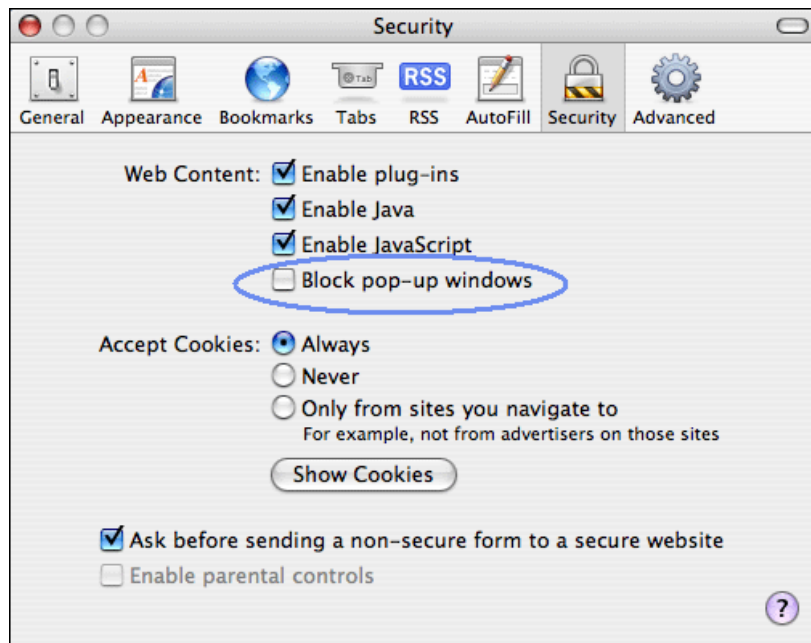 Security
@Tab
RSS
General Appearance Bookmarks Tabs RSS AutoFill Security Advanced
Web Content: Enable plug-ins
Enable Java
Enable JavaScript
Block pop-up windows
Accept Cookies: Always
Never
Only from sites you navigate to
For example, not from advertisers on those sites
Show Cookies
Ask before sending a non-secure form to a secure website
Enable parental controls
?